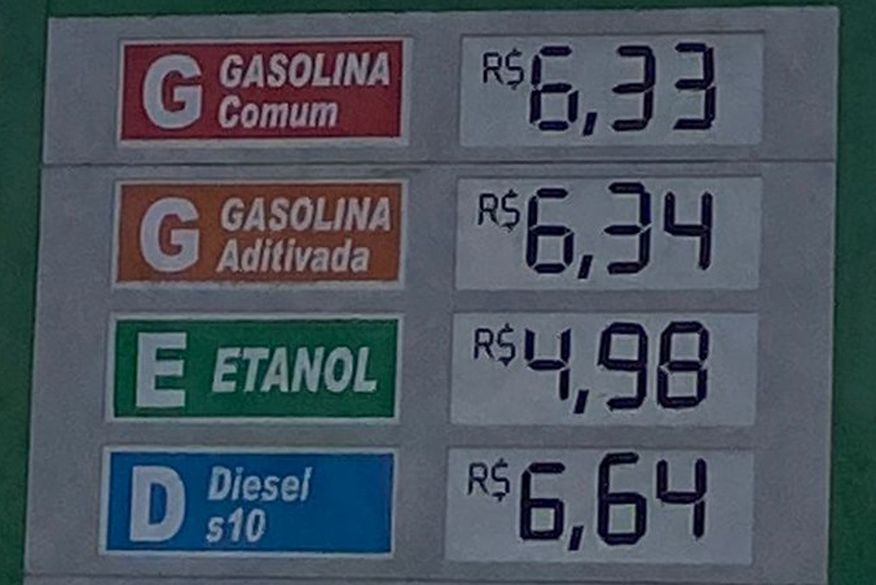 G GASOLINA Comum R$ 6,33
G GASOLINA Aditivada R$ 6,34
E ETANOL R$ 4,98
D Diesel s10 R$ 6,64